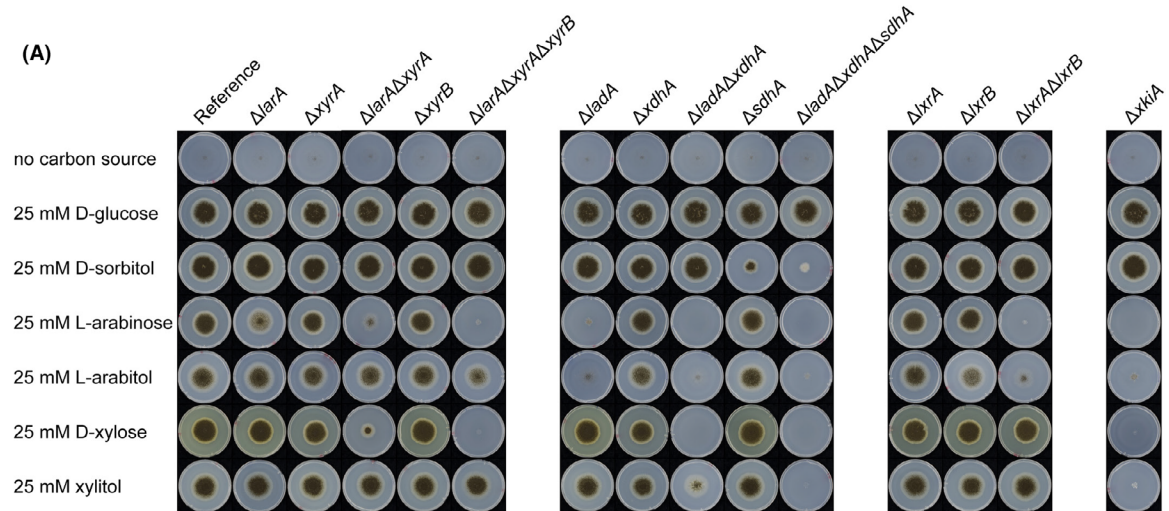 (A)
Reference
ΔlarA
ΔxyrA
ΔlarAΔxyrA
ΔxyrB
ΔlarAΔxyrAΔxyrB
ΔladA
ΔxdhA
ΔladAΔxdhA
ΔsdhA
ΔladAΔxdhAΔsdhA
ΔlxrA
ΔlxrB
ΔlxrAΔlxrB
ΔxkiA
no carbon source
25 mM D-glucose
25 mM D-sorbitol
25 mM L-arabinose
25 mM L-arabitol
25 mM D-xylose
25 mM xylitol